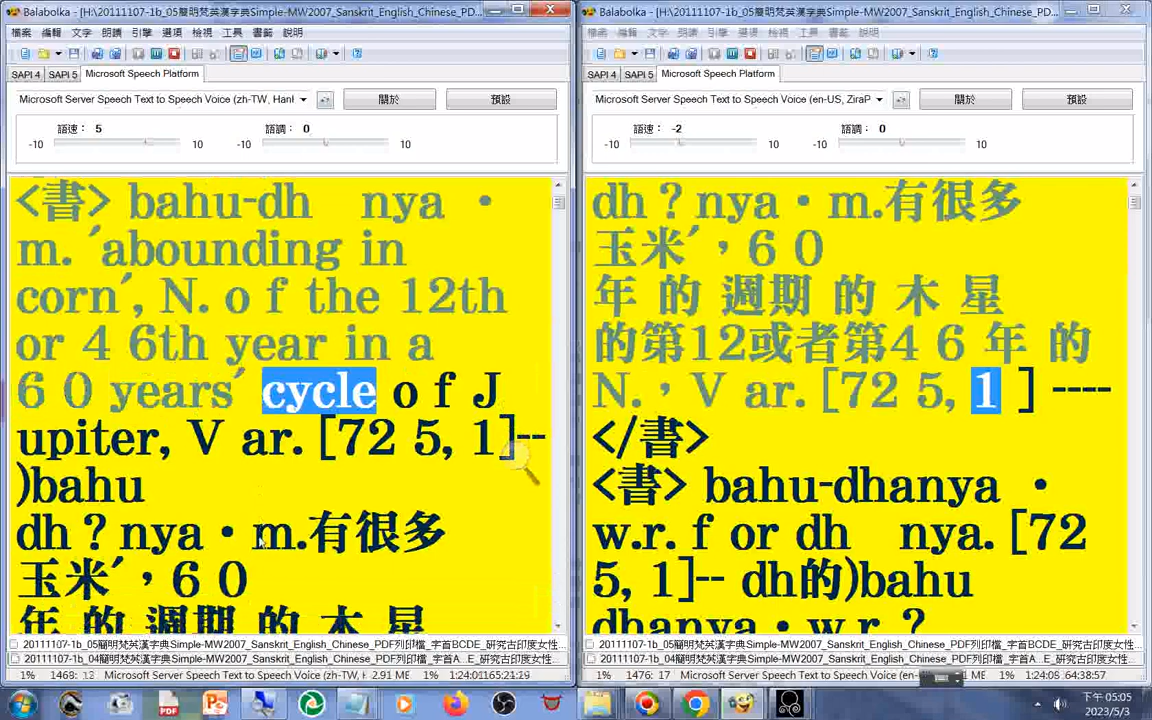 Balabolka - [H:\20111107-1b_05簡明梵英漢字典Simple-MW2007_Sanskrit_English_Chinese_PD...
檔案 編輯 文字 朗讀 引擎 選項 檢視 工具 書籤 說明
SAPI 4 SAPI 5 Microsoft Speech Platform
Microsoft Server Speech Text to Speech Voice (zh-TW, Hanl
關於 預設
語速： 5 語調： 0
-10 10 -10 10
<書> bahu-dh nya •
m. ´abounding in
corn´, N. o f the 12th
or 4 6th year in a
6 0 years´ cycle o f J
upiter, V ar. [72 5, 1]--
)bahu
dh？nya•m.有很多
玉米´，6 0
年 的 週期 的 木 星
20111107-1b_05簡明梵英漢字典Simple-MW2007_Sanskrit_English_Chinese_PDF列印檔_字首BCDE_研究古印度女性...
20111107-1b_04簡明梵英漢字典Simple-MW2007_Sanskrit_English_Chinese_PDF列印檔_字首A...E_研究古印度女性...
1% 1468: 13 Microsoft Server Speech Text to Speech Voice (zh-TW, 2.91 MB 1% 1:24:01165:21:29
Balabolka - [H:\20111107-1b_05簡明梵英漢字典Simple-MW2007_Sanskrit_English_Chinese_PD...
檔案 編輯 文字 朗讀 引擎 選項 檢視 工具 書籤 說明
SAPI 4 SAPI 5 Microsoft Speech Platform
Microsoft Server Speech Text to Speech Voice (en-US, ZiraP
關於 預設
語速： -2 語調： 0
-10 10 -10 10
dh？nya•m.有很多
玉米´，6 0
年 的 週期 的 木 星
的第12或者第4 6 年 的
N.，V ar. [72 5, 1 ] ----
</書>
<書> bahu-dhanya •
w.r. f or dh nya. [72
5, 1]-- dh的)bahu
dhanya•w.r.？
20111107-1b_05簡明梵英漢字典Simple-MW2007_Sanskrit_English_Chinese_PDF列印檔_字首BCDE_研究古印度女性...
20111107-1b_04簡明梵英漢字典Simple-MW2007_Sanskrit_English_Chinese_PDF列印檔_字首A...E_研究古印度女性...
1% 1476: 17 Microsoft Server Speech Text to Speech Voice (en-US, 1% 1:24:08 64:38:57
下午 05:05
2023/5/3